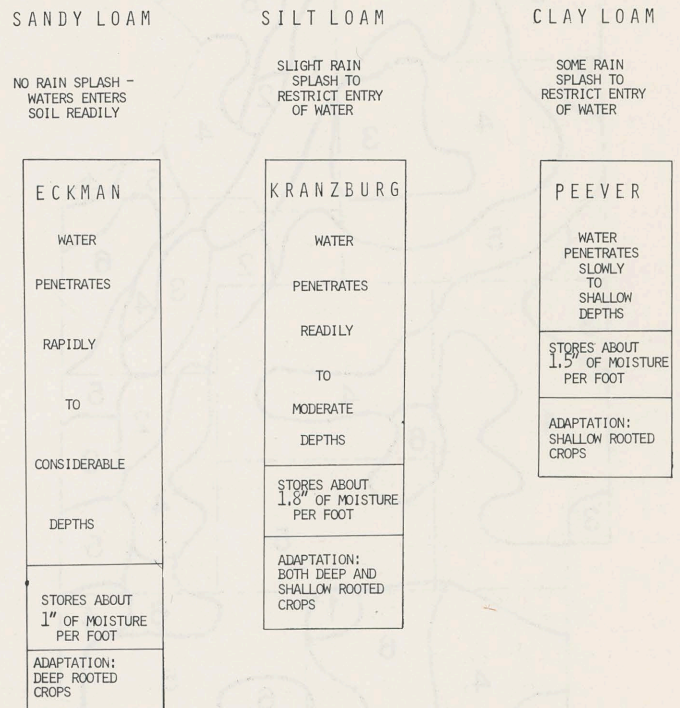 SANDY LOAM
NO RAIN SPLASH -
WATERS ENTERS
SOIL READILY
ECKMAN
WATER
PENETRATES
RAPIDLY
TO
CONSIDERABLE
DEPTHS
STORES ABOUT
1" OF MOISTURE
PER FOOT
ADAPTATION:
DEEP ROOTED
CROPS
SILT LOAM
SLIGHT RAIN
SPLASH TO
RESTRICT ENTRY
OF WATER
KRANZBURG
WATER
PENETRATES
READILY
TO
MODERATE
DEPTHS
STORES ABOUT
1.8" OF MOISTURE
PER FOOT
ADAPTATION:
BOTH DEEP AND
SHALLOW ROOTED
CROPS
CLAY LOAM
SOME RAIN
SPLASH TO
RESTRICT ENTRY
OF WATER
PEEVER
WATER
PENETRATES
SLOWLY
TO
SHALLOW
DEPTHS
STORES ABOUT
1.5" OF MOISTURE
PER FOOT
ADAPTATION:
SHALLOW ROOTED
CROPS